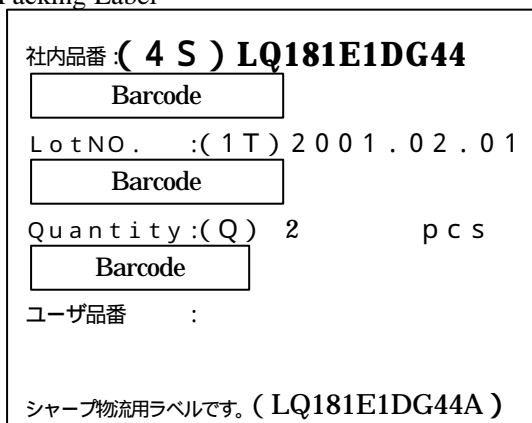 Packing Label
社内品番:(4S)LQ181E1DG44
Barcode
LotNO. :(1T)2001.02.01
Barcode
Quantity:(Q) 2 pcs
Barcode
ユーザ品番 :
シャープ物流用ラベルです。(LQ181E1DG44A)